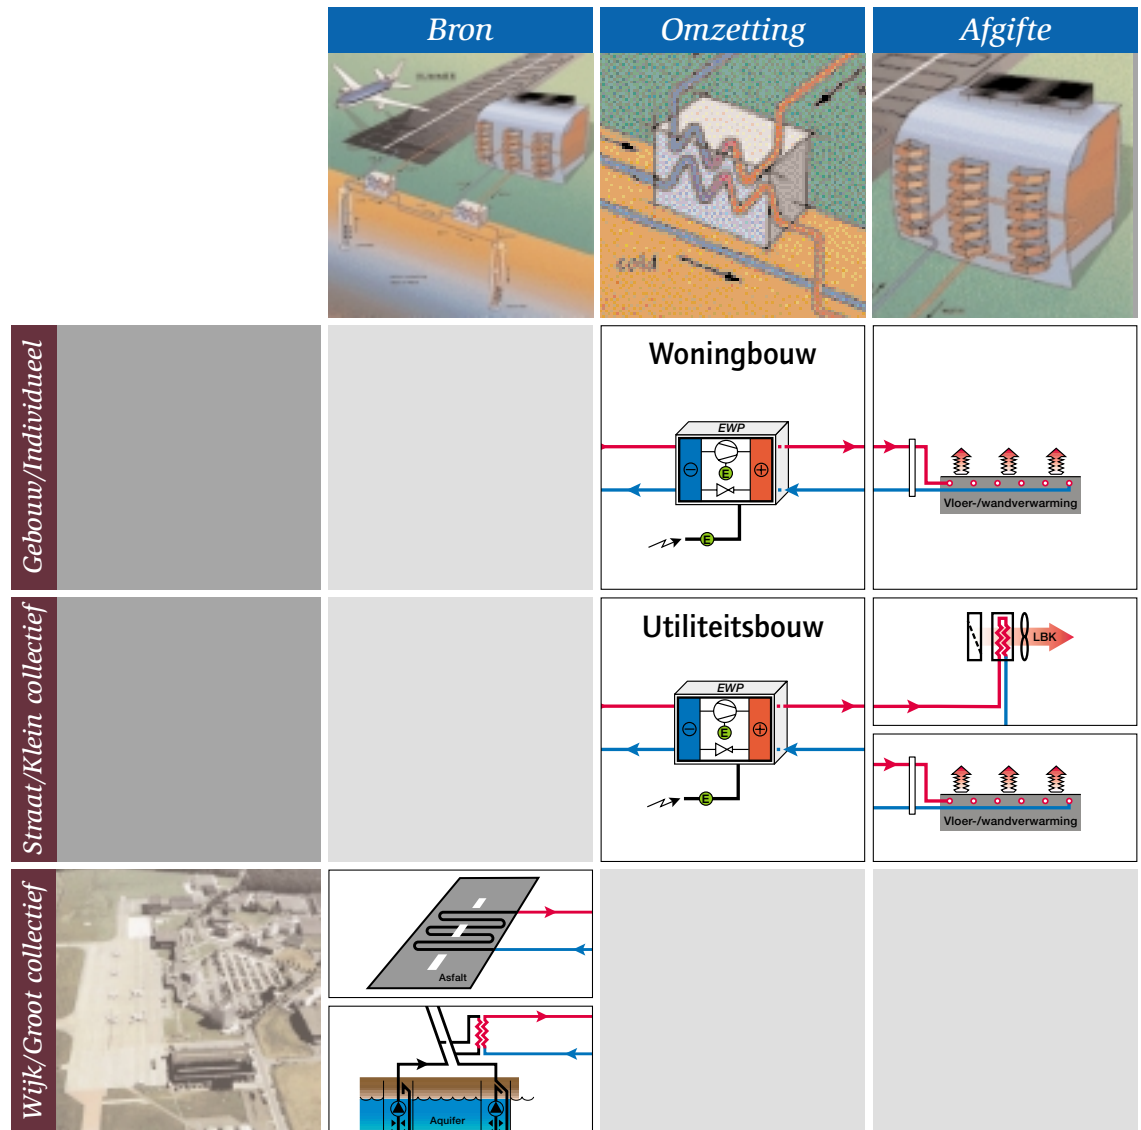 Bron
Omzetting
Afgifte
cold
Gebouw/Individueel
Woningbouw
EWP
E
E
Vloer-/wandverwarming
Straat/Klein collectief
Utiliteitsbouw
EWP
E
E
LBK
Vloer-/wandverwarming
Wijk/Groot collectief
Asfalt
Aquifer